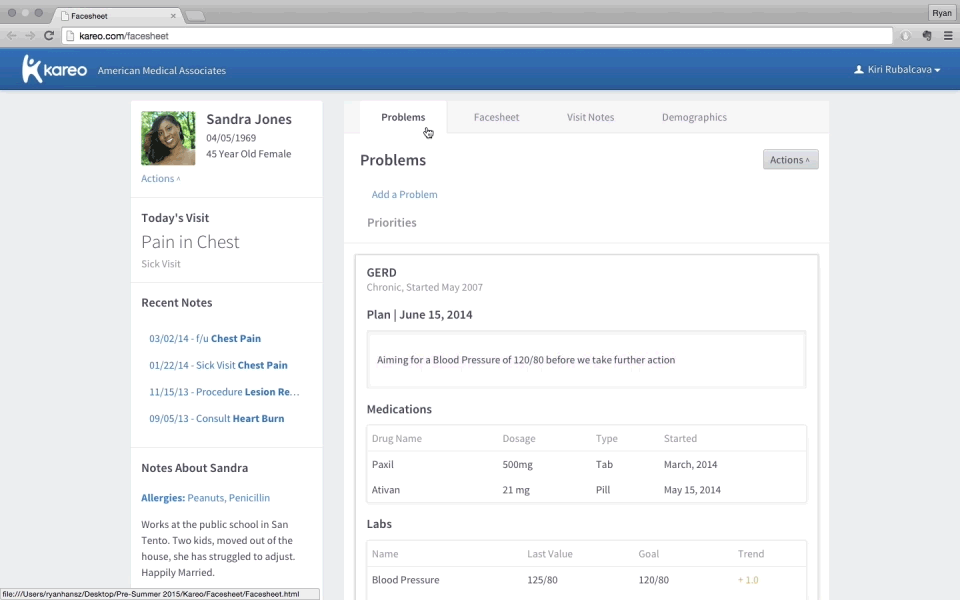 Facesheet
Ryan
kareo.com/facesheet
kareo
American Medical Associates
Kiri Rubalcava
Sandra Jones
04/05/1969
45 Year Old Female
Actions ^
Today's Visit
Pain in Chest
Sick Visit
Recent Notes
03/02/14 - f/u Chest Pain
01/22/14 - Sick Visit Chest Pain
11/15/13 - Procedure Lesion Re...
09/05/13 - Consult Heart Burn
Notes About Sandra
Allergies: Peanuts, Penicillin
Works at the public school in San
Tento. Two kids, moved out of the
house, she has struggled to adjust.
Happily Married.
Problems
Facesheet
Visit Notes
Demographics
Problems
Actions ^
Add a Problem
Priorities
GERD
Chronic, Started May 2007
Plan | June 15, 2014
Aiming for a Blood Pressure of 120/80 before we take further action
Medications
Drug Name Dosage Type Started
Paxil 500mg Tab March, 2014
Ativan 21 mg Pill May 15, 2014
Labs
Name Last Value Goal Trend
Blood Pressure 125/80 120/80 + 1.0
file:///Users/ryanhansz/Desktop/Pre-Summer 2015/Kareo/Facesheet/Facesheet.html